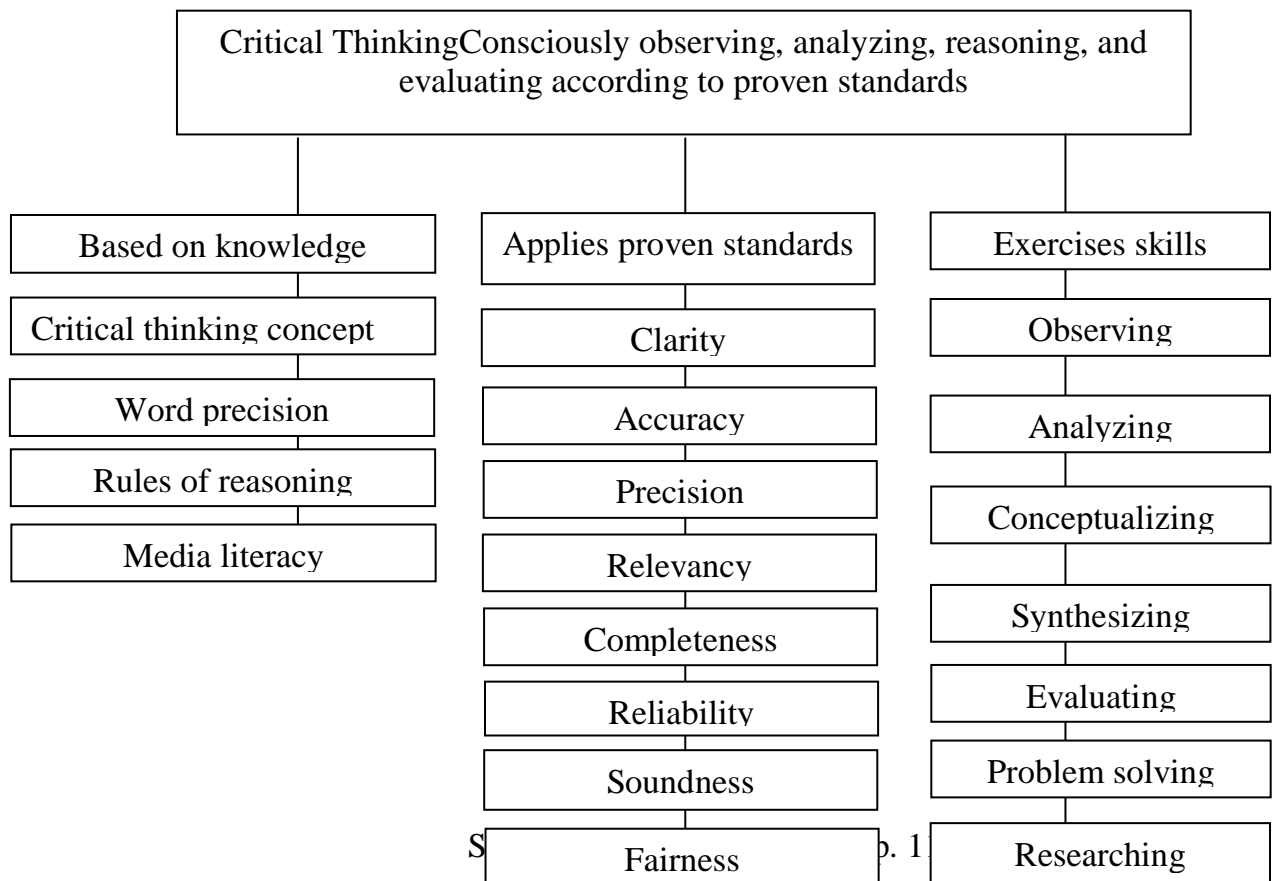 Critical ThinkingConsciously observing, analyzing, reasoning, and
evaluating according to proven standards
Based on knowledge
Critical thinking concept
Word precision
Rules of reasoning
Media literacy
Applies proven standards
Clarity
Accuracy
Precision
Relevancy
Completeness
Reliability
Soundness
Fairness
Exercises skills
Observing
Analyzing
Conceptualizing
Synthesizing
Evaluating
Problem solving
Researching